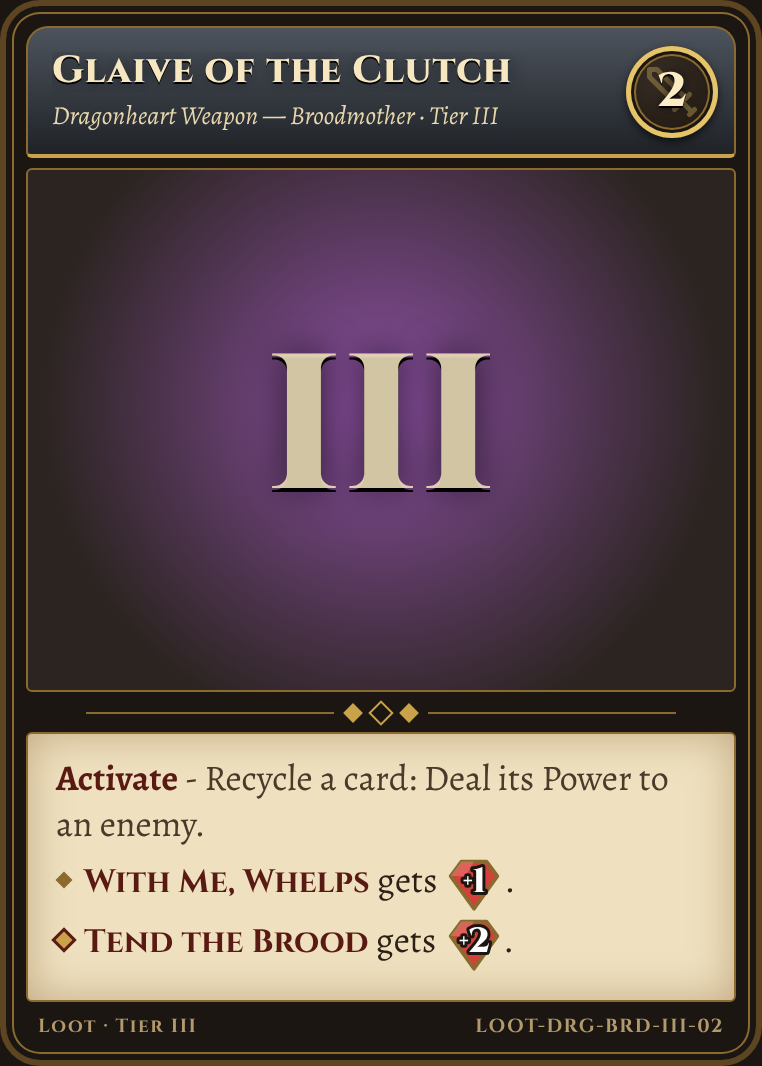 Glaive of the Clutch
2
Dragonheart Weapon — Broodmother · Tier III
III
Activate - Recycle a card: Deal its Power to
an enemy.
With Me, Whelps gets +1 .
Tend the Brood gets +2 .
Loot · Tier III
LOOT-DRG-BRD-III-02